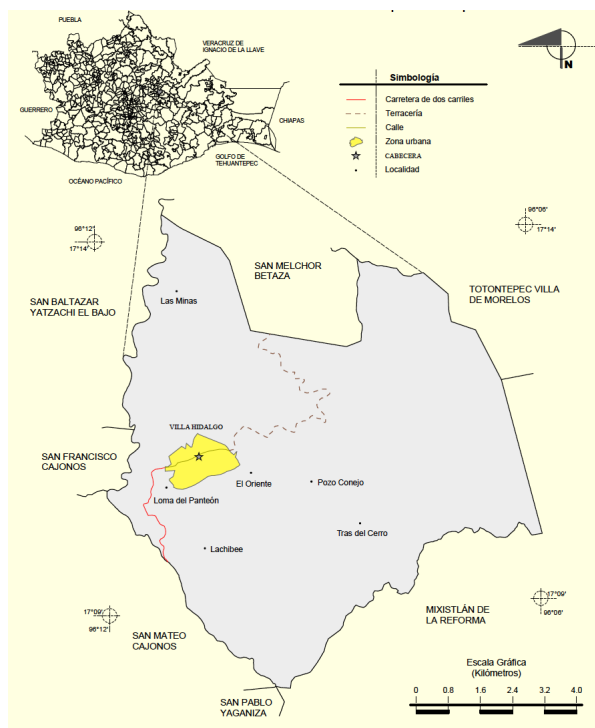 PUEBLA
VERACRUZ DE
IGNACIO DE LA LLAVE
GUERRERO
CHIAPAS
GOLFO DE
TEHUANTEPEC
OCÉANO PACÍFICO
N
Simbología
Carretera de dos carriles
Terracería
Calle
Zona urbana
CABECERA
Localidad
96°12'
17°14'
96°06'
17°14'
SAN MELCHOR
BETAZA
TOTONTEPEC VILLA
DE MORELOS
SAN BALTAZAR
YATZACHI EL BAJO
Las Minas
VILLA HIDALGO
SAN FRANCISCO
CAJONOS
El Oriente
Pozo Conejo
Loma del Panteón
Tras del Cerro
Lachibee
17°09'
96°12'
17°09'
96°06'
MIXISTLÁN DE
LA REFORMA
SAN MATEO
CAJONOS
SAN PABLO
YAGANIZA
Escala Gráfica
(Kilómetros)
0 0.8 1.6 2.4 3.2 4.0